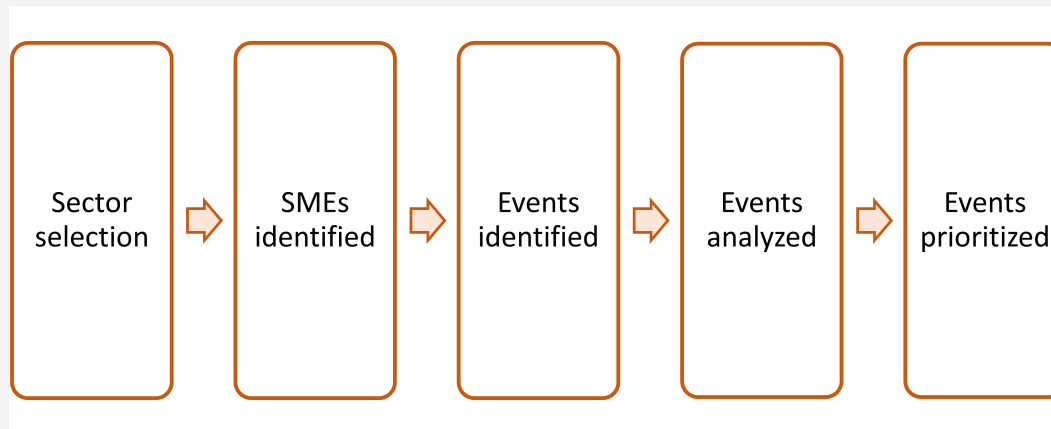 Sector
selection
SMEs
identified
Events
identified
Events
analyzed
Events
prioritized